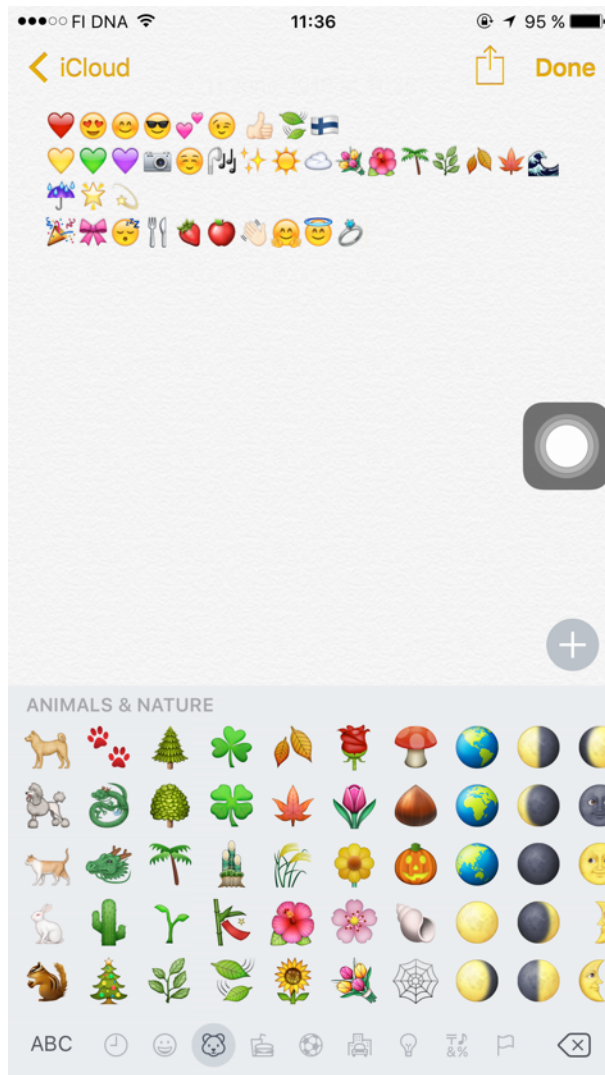 FI DNA 11:36 95 %
iCloud Done
❤️😍😊😎💕😉👍🏻🍃🇫🇮
💛💚💜📷☺️🎧✨☀️☁️💐🌺🌴🌿🍂🍁🌊
☔️🌟💫
🎉🎀😴🍴🍓🍎👋🏻🤗😇💍
ANIMALS & NATURE
ABC